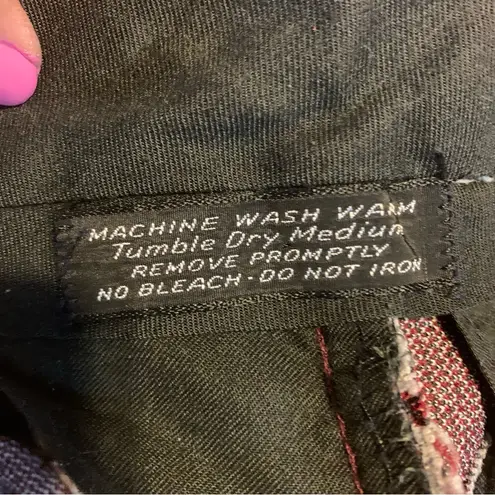 MACHINE WASH WARM
Tumble Dry Medium
REMOVE PROMPTLY
NO BLEACH-DO NOT IRON